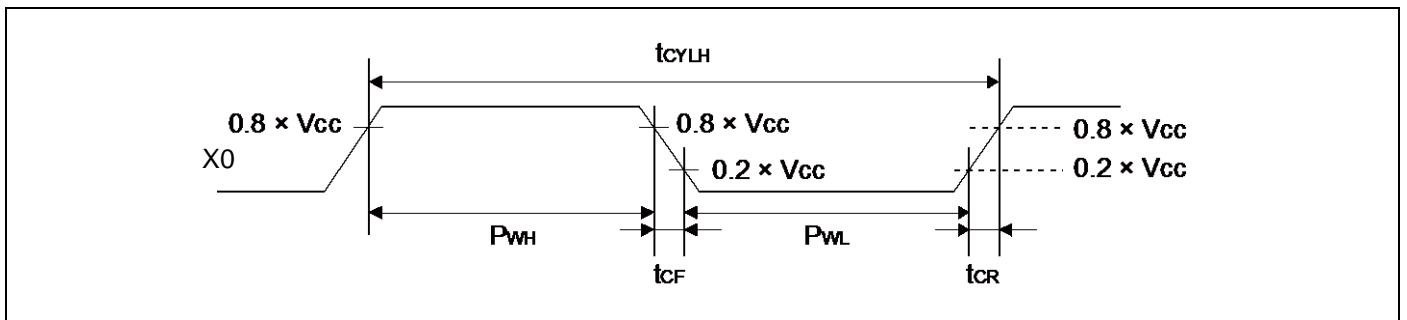 tCYLH
0.8 × Vcc
0.8 × Vcc
0.8 × Vcc
X0
0.2 × Vcc
0.2 × Vcc
PWH
PWL
tCF
tCR